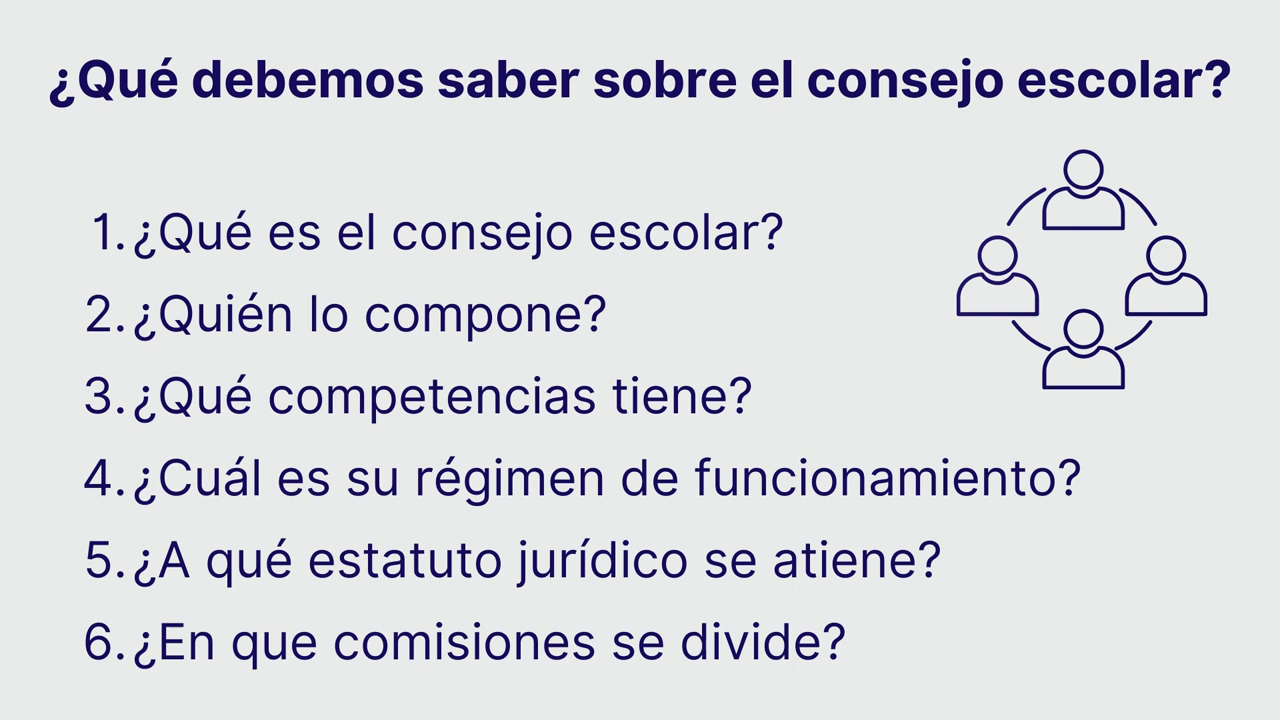 ¿Qué debemos saber sobre el consejo escolar?
1. ¿Qué es el consejo escolar?
2. ¿Quién lo compone?
3. ¿Qué competencias tiene?
4. ¿Cuál es su régimen de funcionamiento?
5. ¿A qué estatuto jurídico se atiene?
6. ¿En que comisiones se divide?